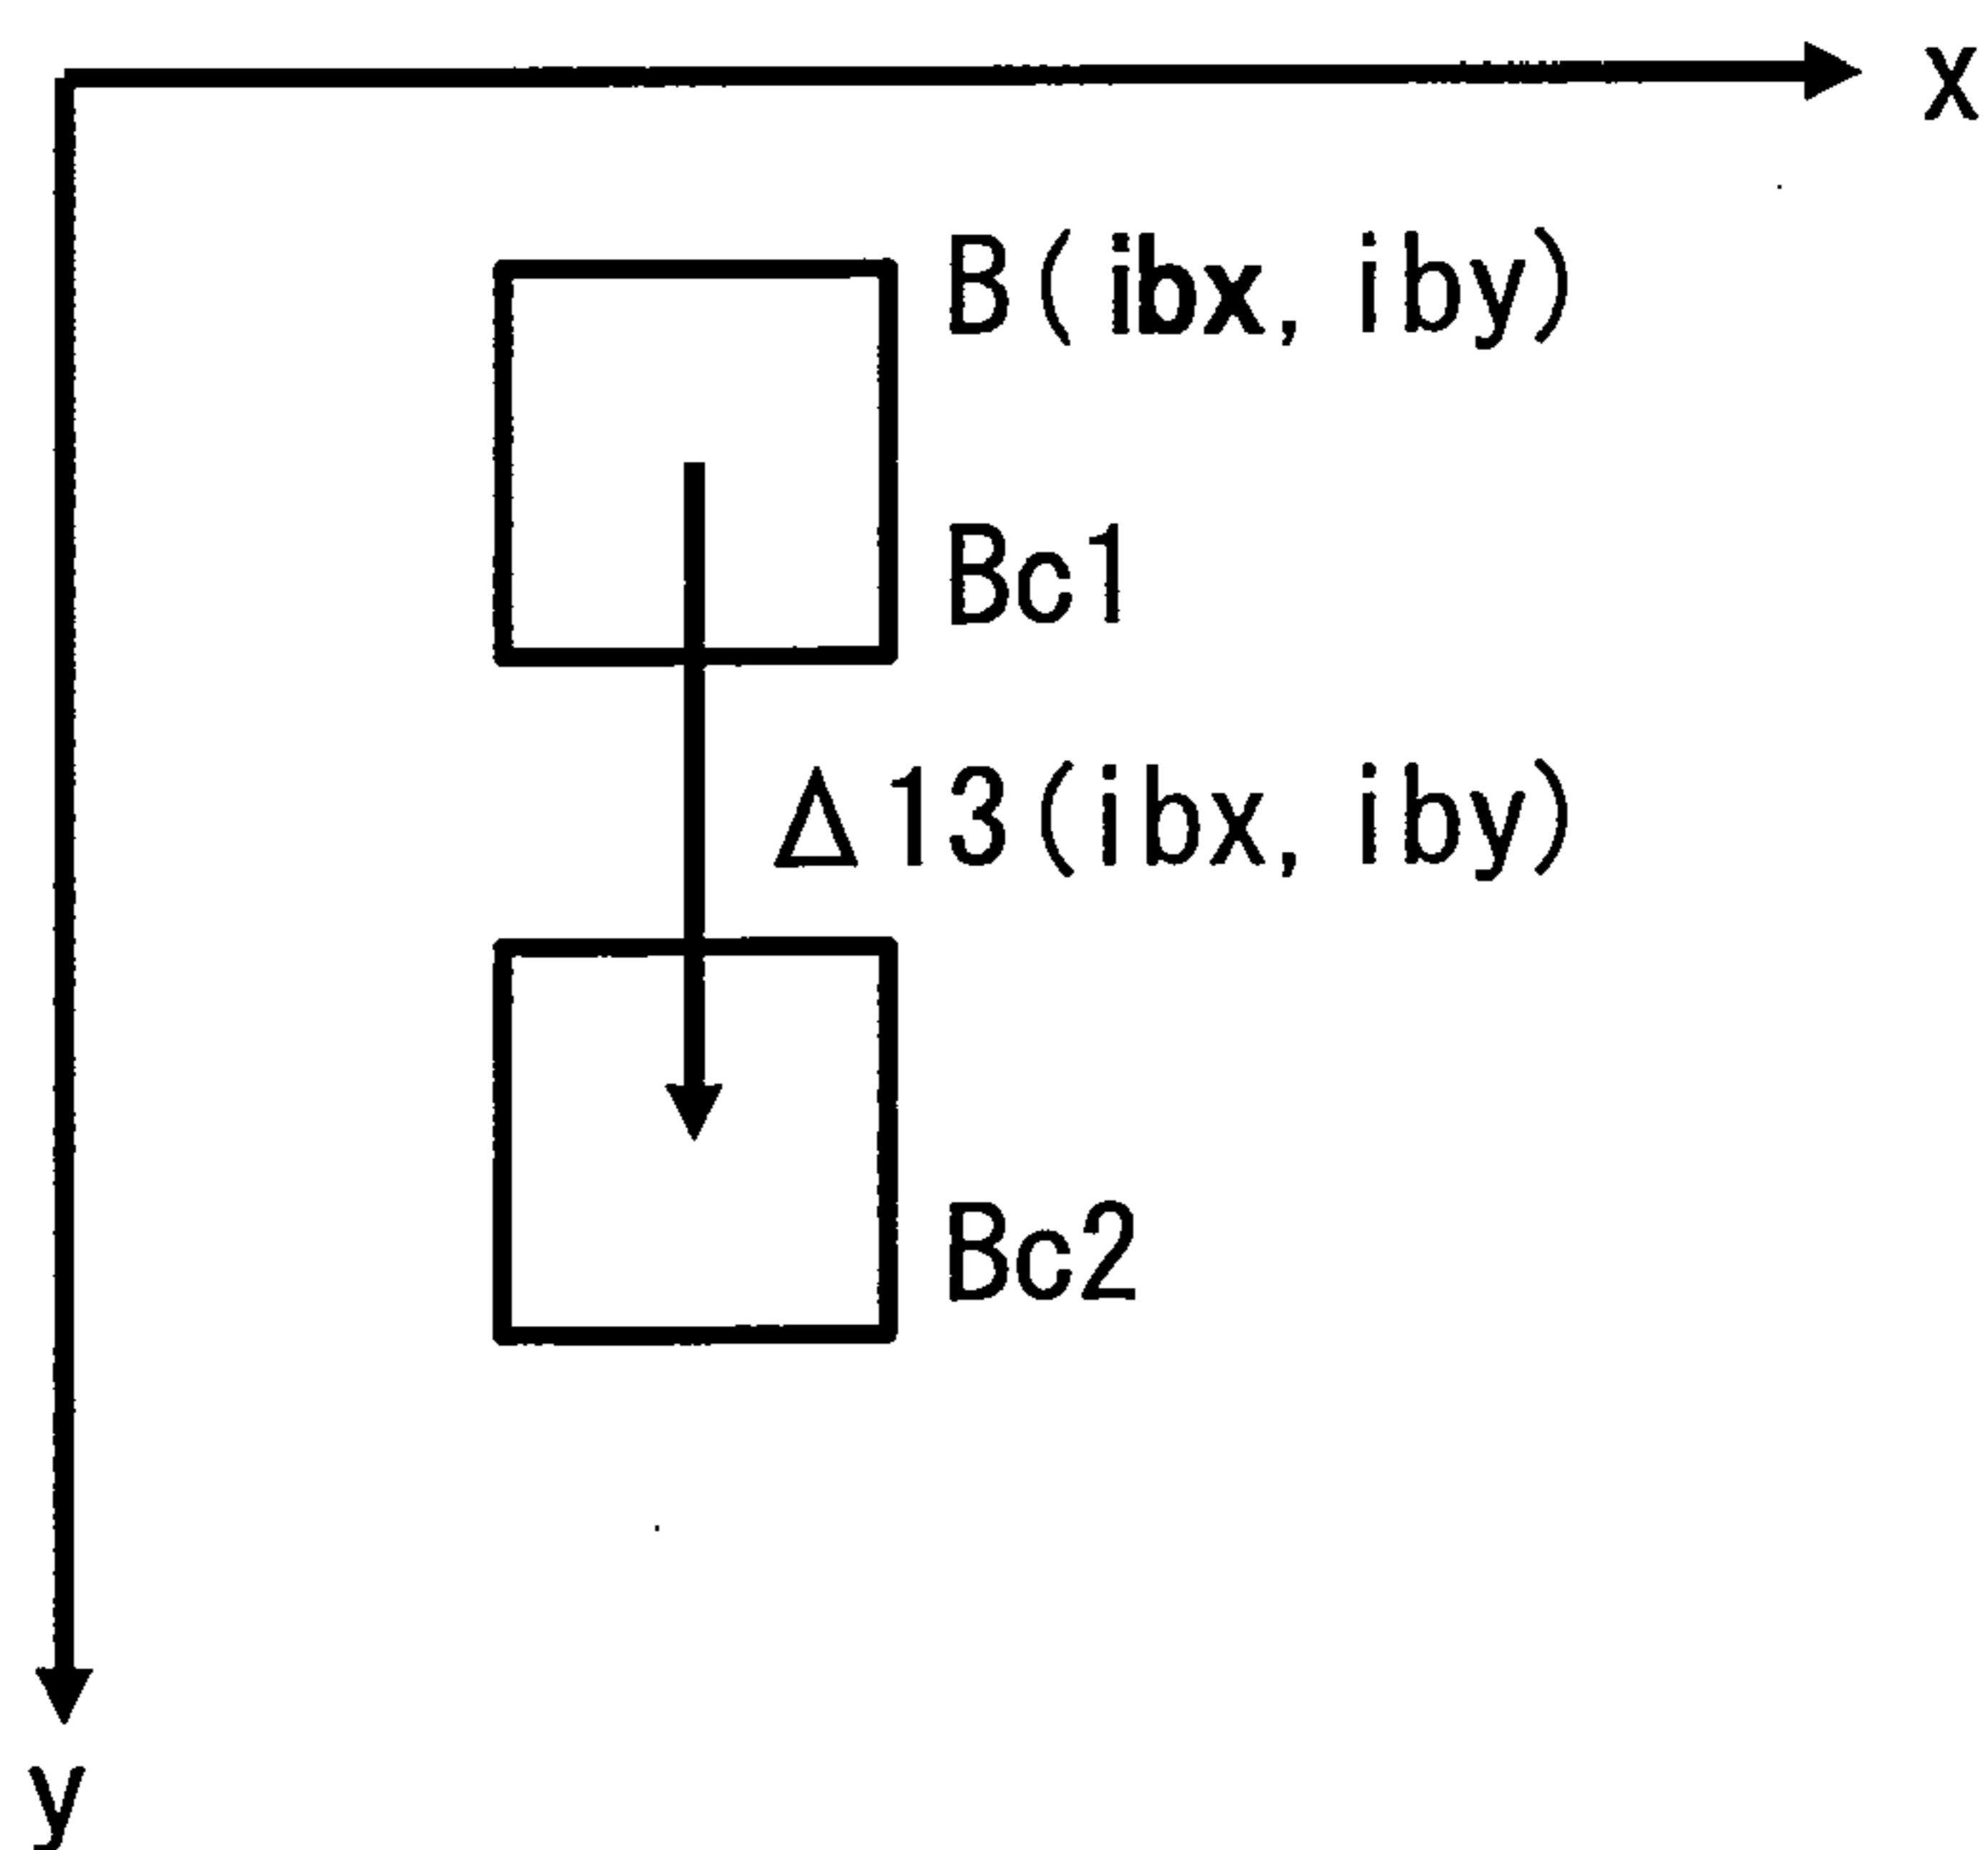 x
B(ibx, iby)
Bc1
Δ13(ibx, iby)
Bc2
y